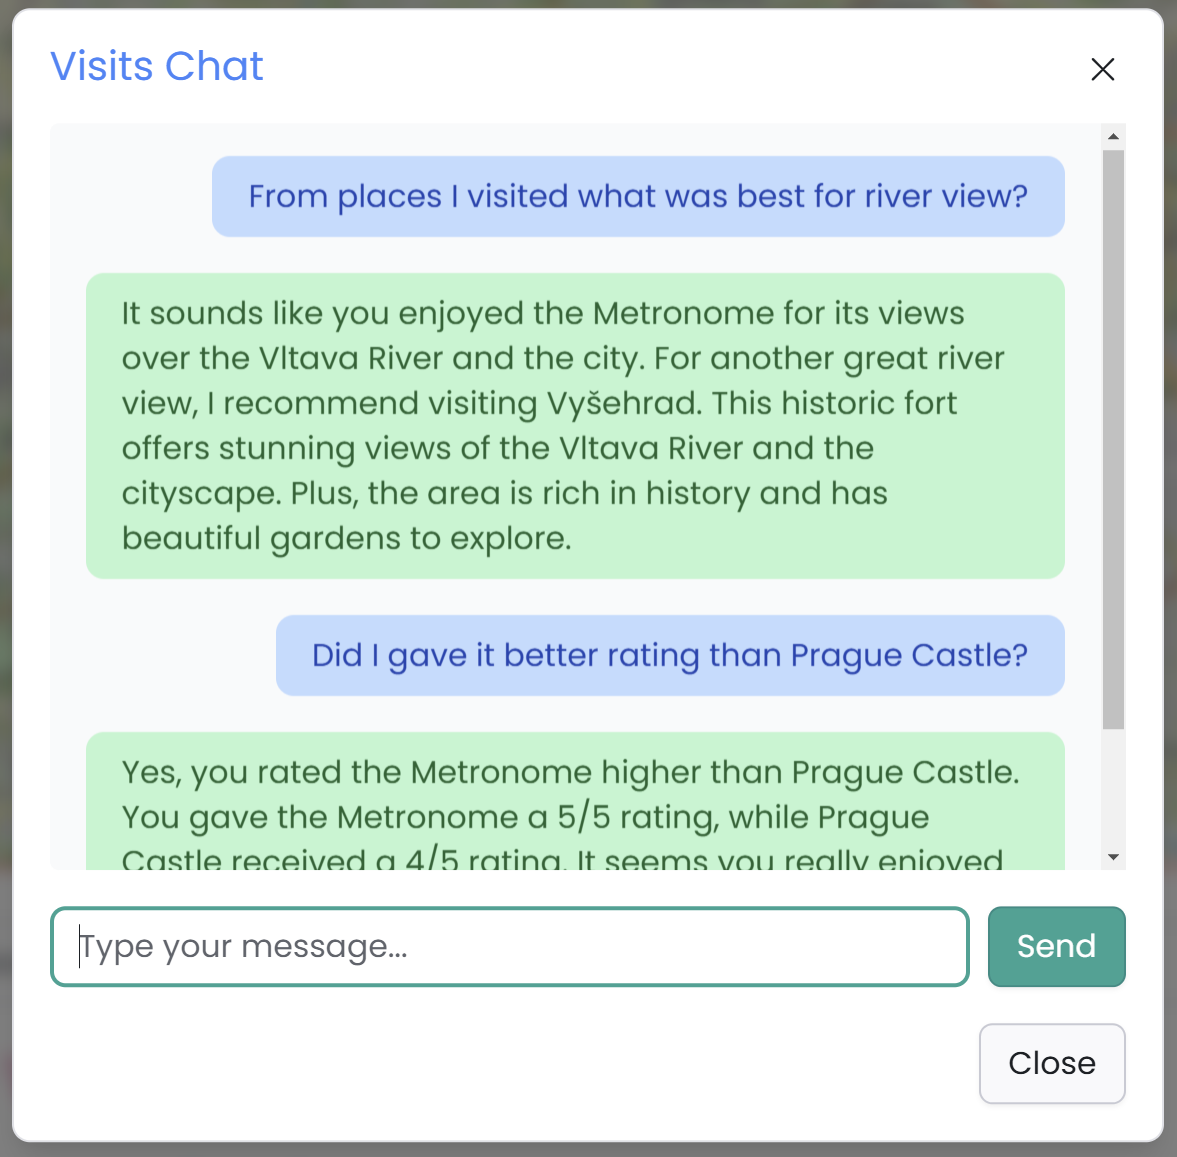 Visits Chat
From places I visited what was best for river view?
It sounds like you enjoyed the Metronome for its views
over the Vltava River and the city. For another great river
view, I recommend visiting Vyšehrad. This historic fort
offers stunning views of the Vltava River and the
cityscape. Plus, the area is rich in history and has
beautiful gardens to explore.
Did I gave it better rating than Prague Castle?
Yes, you rated the Metronome higher than Prague Castle.
You gave the Metronome a 5/5 rating, while Prague
Castle received a 4/5 rating. It seems you really enjoyed
Type your message...
Send
Close